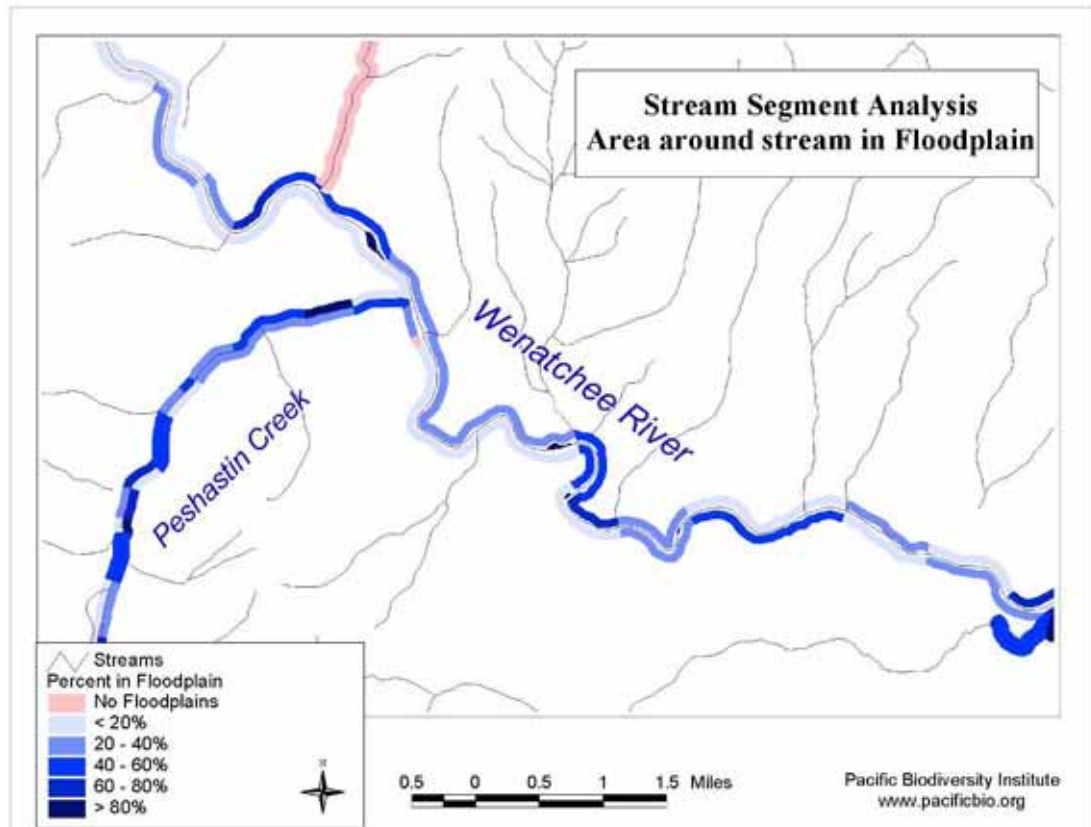 Stream Segment Analysis
Area around stream in Floodplain
Wenatchee River
Peshastin Creek
Streams
Percent in Floodplain
No Floodplains
< 20%
20 - 40%
40 - 60%
60 - 80%
> 80%
N
0.5 0 0.5 1 1.5 Miles
Pacific Biodiversity Institute
www.pacificbio.org